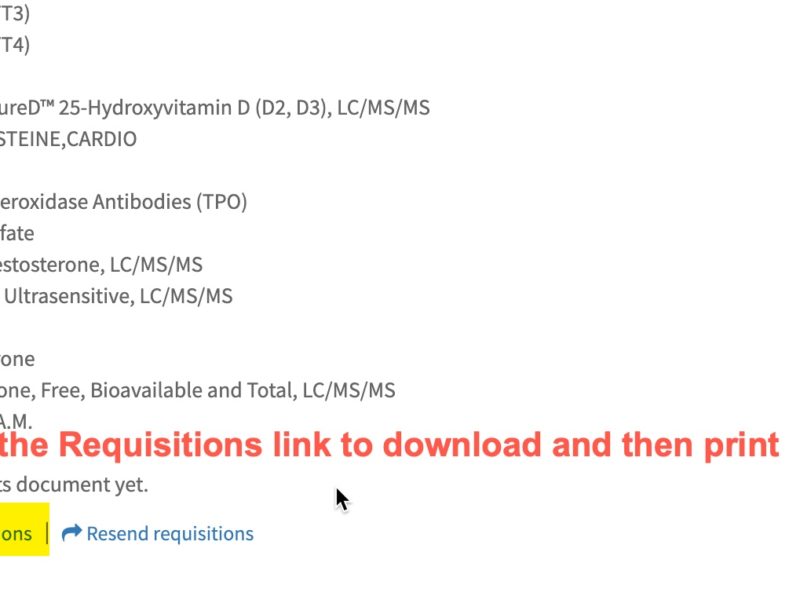 T3)
T4)
ureD™ 25-Hydroxyvitamin D (D2, D3), LC/MS/MS
STEINE,CARDIO
eroxidase Antibodies (TPO)
fate
estosterone, LC/MS/MS
Ultrasensitive, LC/MS/MS
one
one, Free, Bioavailable and Total, LC/MS/MS
A.M.
the Requisitions link to download and then print
ts document yet.
ons | Resend requisitions